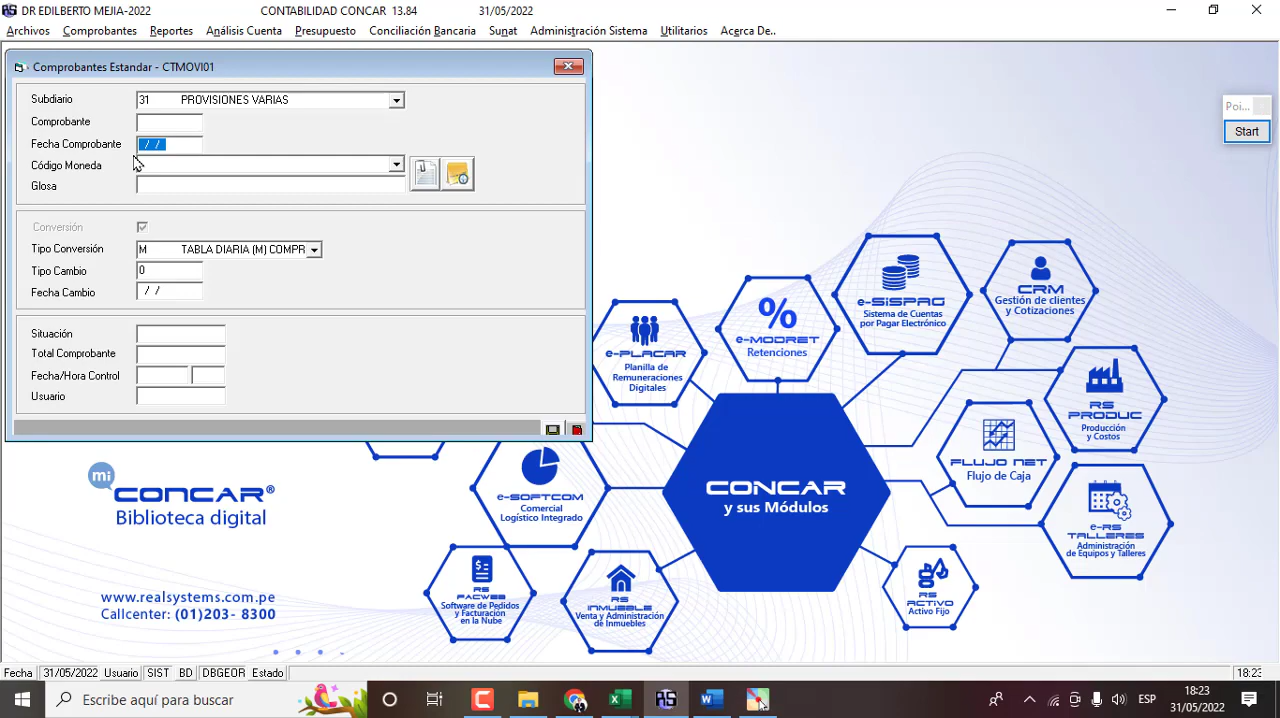 DR EDILBERTO MEJIA-2022 CONTABILIDAD CONCAR 13.84 31/05/2022
Archivos Comprobantes Reportes Análisis Cuenta Presupuesto Conciliación Bancaria Sunat Administración Sistema Utilitarios Acerca De..
Comprobantes Estandar - CTMOVI01
Subdiario 31 PROVISIONES VARIAS
Comprobante
Fecha Comprobante / /
Código Moneda
Glosa
Conversión
Tipo Conversión M TABLA DIARIA (M) COMPR
Tipo Cambio 0
Fecha Cambio / /
Situación
Total Comprobante
Fecha/Hora Control
Usuario
Poi...
Start
e-PLACAR
Planilla de
Remuneraciones
Digitales
%
e-MODRET
Retenciones
e-SISPAG
Sistema de Cuentas
por Pagar Electrónico
CRM
Gestión de clientes
y Cotizaciones
RS
PRODUC
Producción
y Costos
FLUJO NET
Flujo de Caja
e-RS
TALLERES
Administración
de Equipos y Talleres
RS
ACTIVO
Activo Fijo
CONCAR
y sus Módulos
e-SOFTCOM
Comercial
Logístico Integrado
$
RS
FACWEB
Software de Pedidos
y Facturación
en la Nube
RS
INMUEBLE
Venta y Administración
de Inmuebles
mi
CONCAR®
Biblioteca digital
www.realsystems.com.pe
Callcenter: (01)203- 8300
Fecha 31/05/2022 Usuario SIST BD DBGEOR Estado 18:23
Escribe aquí para buscar
ESP
18:23
31/05/2022